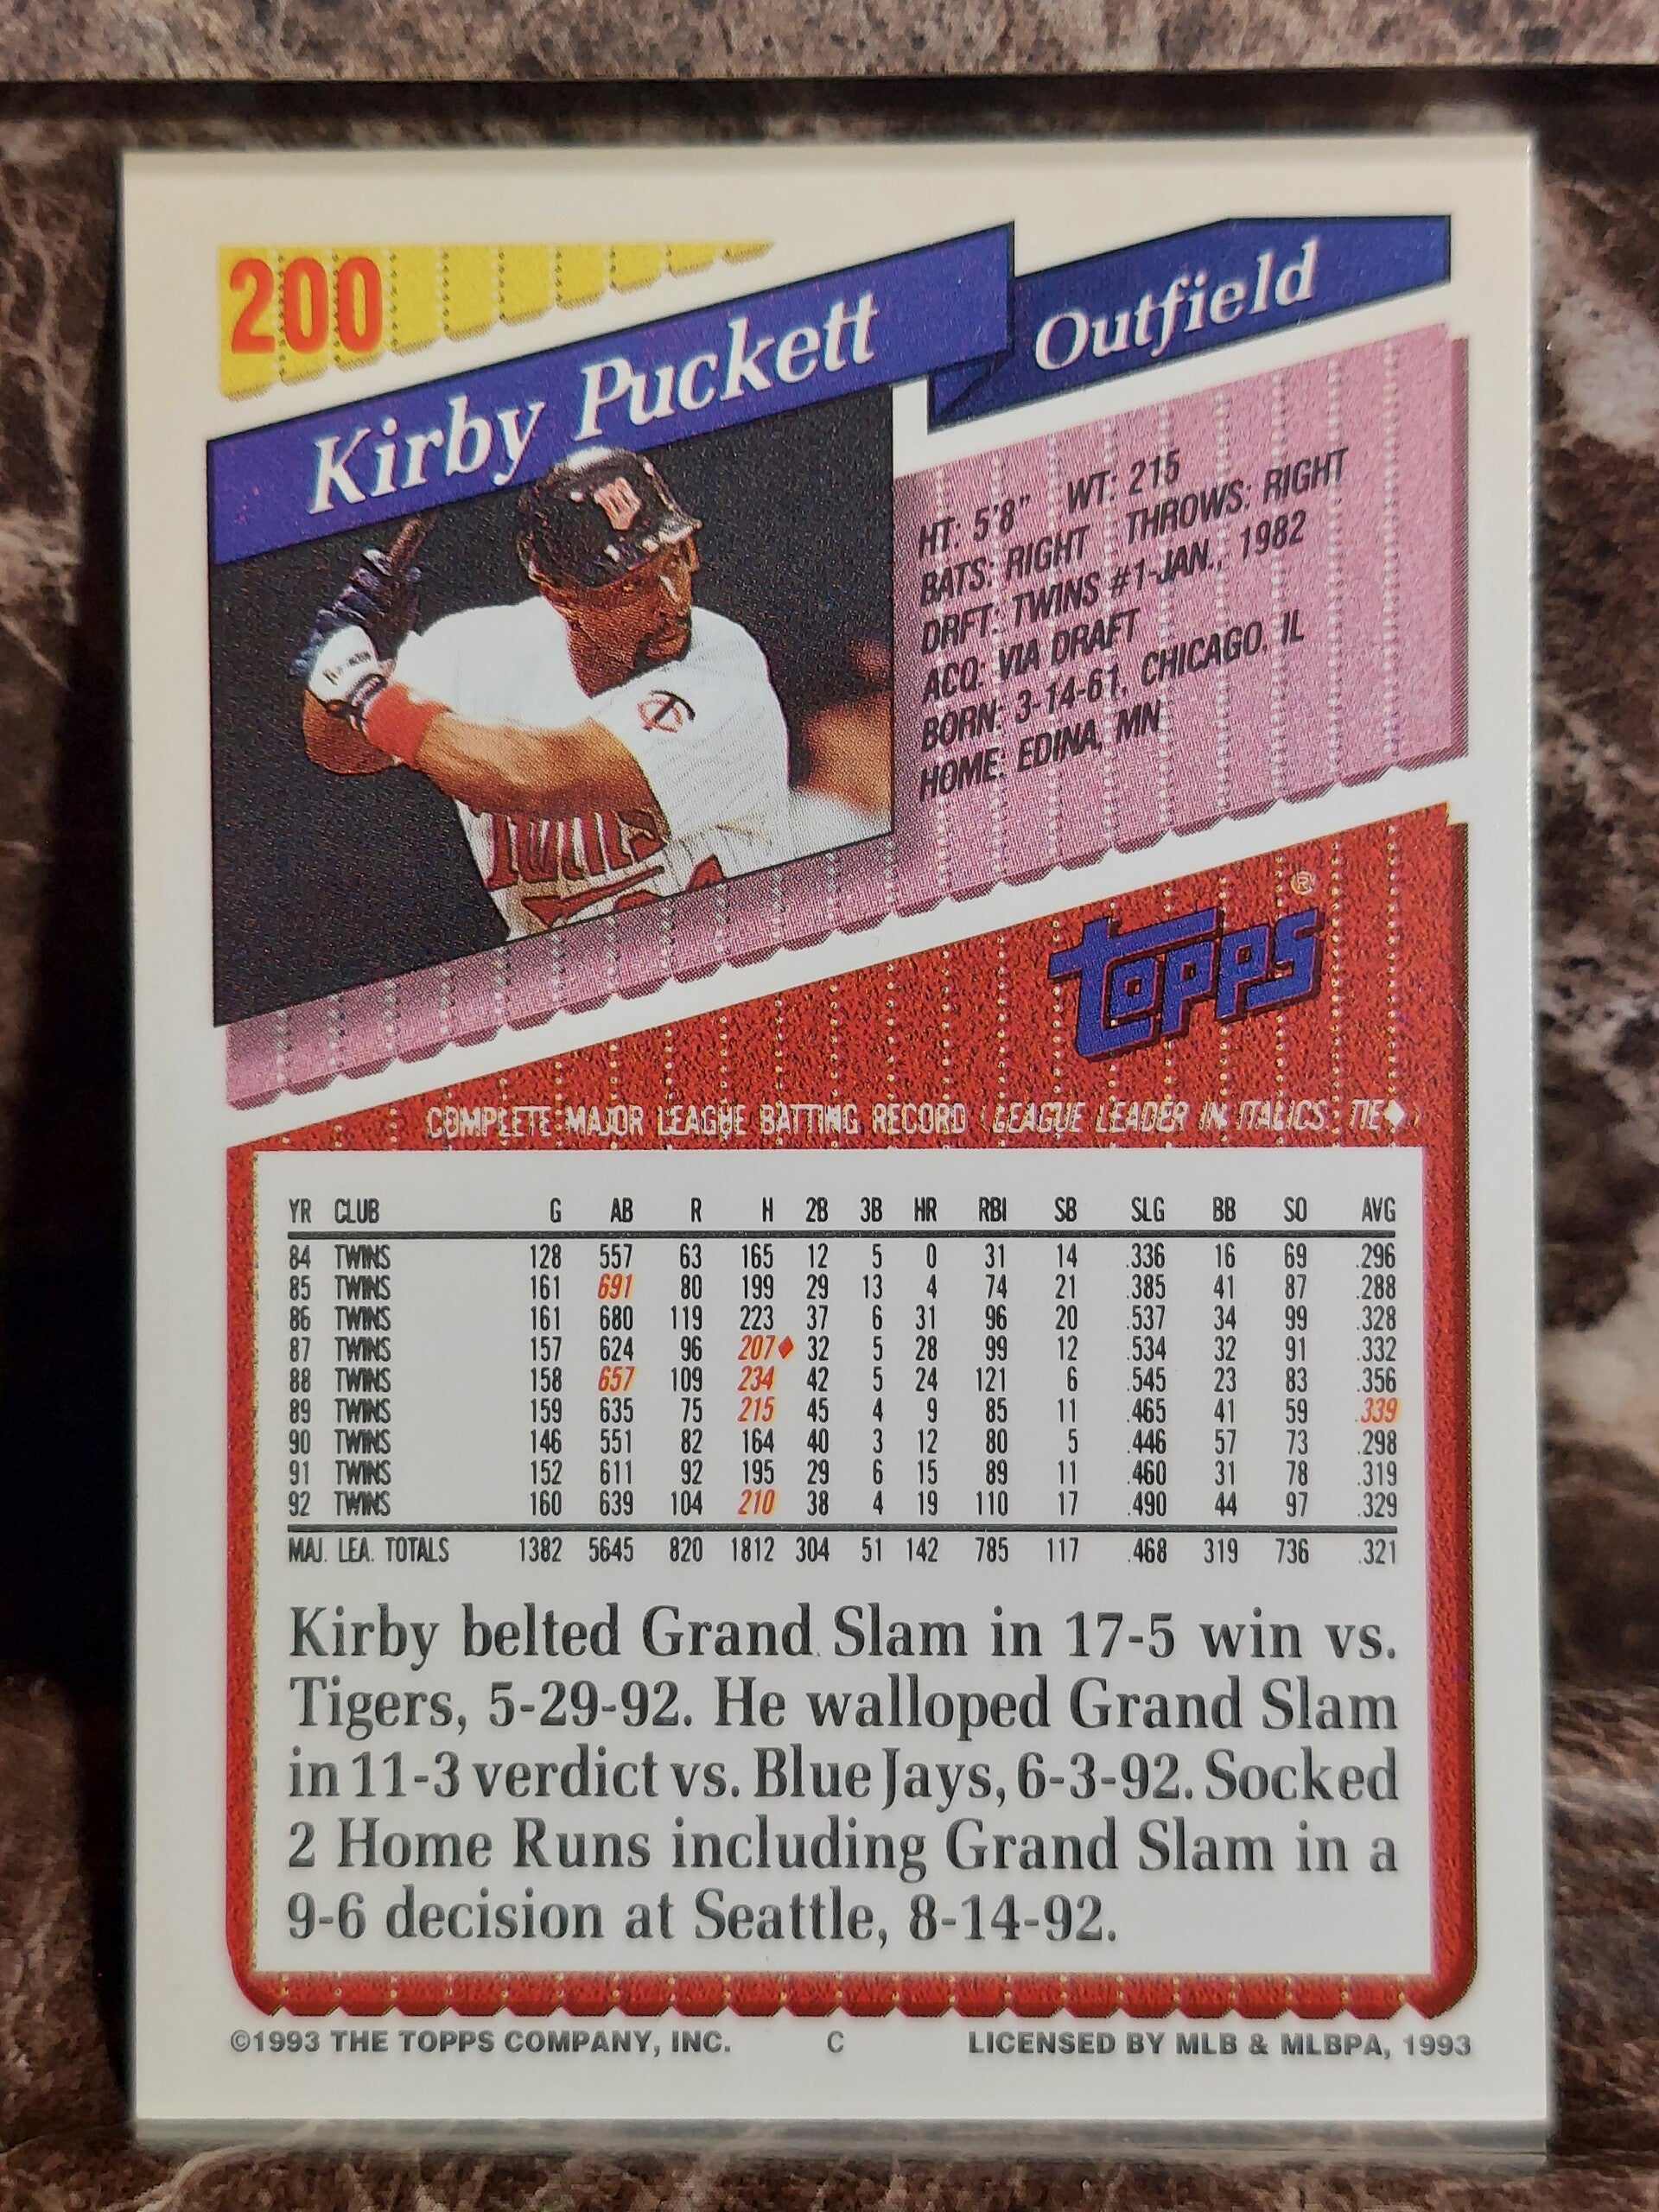 200
Kirby Puckett
Outfield
HT: 5'8" WT: 215
BATS: RIGHT THROWS: RIGHT
DRFT: TWINS #1-JAN., 1982
ACQ: VIA DRAFT
BORN: 3-14-61, CHICAGO, IL
HOME: EDINA, MN
TWINS
Topps ®
COMPLETE MAJOR LEAGUE BATTING RECORD (LEAGUE LEADER IN ITALICS, TIE♦)
YR CLUB G AB R H 2B 3B HR RBI SB SLG BB SO AVG
84 TWINS 128 557 63 165 12 5 0 31 14 .336 16 69 .296
85 TWINS 161 691 80 199 29 13 4 74 21 .385 41 87 .288
86 TWINS 161 680 119 223 37 6 31 96 20 .537 34 99 .328
87 TWINS 157 624 96 207♦ 32 5 28 99 12 .534 32 91 .332
88 TWINS 158 657 109 234 42 5 24 121 6 .545 23 83 .356
89 TWINS 159 635 75 215 45 4 9 85 11 .465 41 59 .339
90 TWINS 146 551 82 164 40 3 12 80 5 .446 57 73 .298
91 TWINS 152 611 92 195 29 6 15 89 11 .460 31 78 .319
92 TWINS 160 639 104 210 38 4 19 110 17 .490 44 97 .329
MAJ. LEA. TOTALS 1382 5645 820 1812 304 51 142 785 117 .468 319 736 .321
Kirby belted Grand Slam in 17-5 win vs.
Tigers, 5-29-92. He walloped Grand Slam
in 11-3 verdict vs. Blue Jays, 6-3-92. Socked
2 Home Runs including Grand Slam in a
9-6 decision at Seattle, 8-14-92.
©1993 THE TOPPS COMPANY, INC. C LICENSED BY MLB & MLBPA, 1993